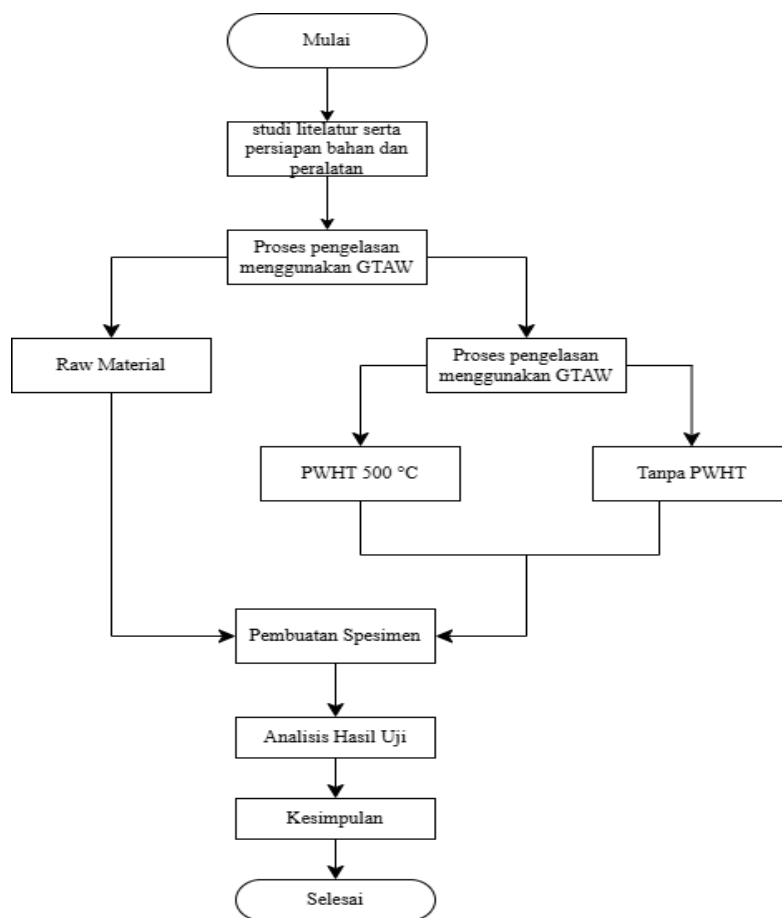 Mulai
studi litelatur serta
persiapan bahan dan
peralatan
Proses pengelasan
menggunakan GTAW
Raw Material
Proses pengelasan
menggunakan GTAW
PWHT 500 °C
Tanpa PWHT
Pembuatan Spesimen
Analisis Hasil Uji
Kesimpulan
Selesai